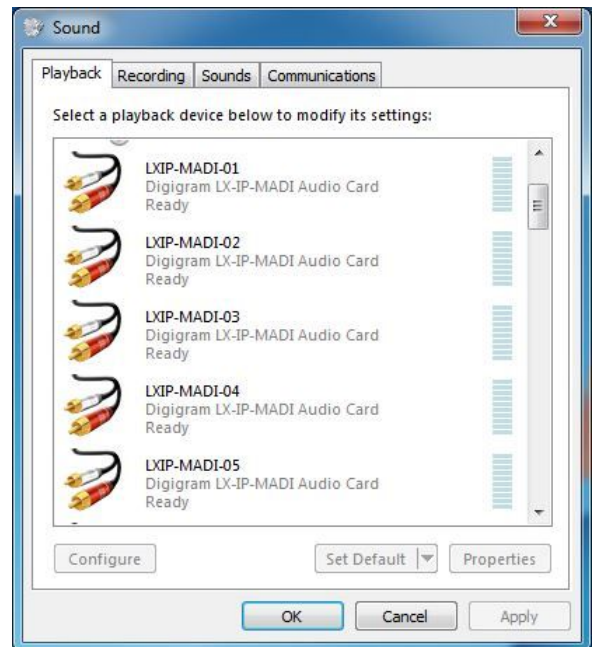 Sound
Playback Recording Sounds Communications
Select a playback device below to modify its settings:
LXIP-MADI-01
Digigram LX-IP-MADI Audio Card
Ready
LXIP-MADI-02
Digigram LX-IP-MADI Audio Card
Ready
LXIP-MADI-03
Digigram LX-IP-MADI Audio Card
Ready
LXIP-MADI-04
Digigram LX-IP-MADI Audio Card
Ready
LXIP-MADI-05
Digigram LX-IP-MADI Audio Card
Ready
Configure Set Default Properties
OK Cancel Apply